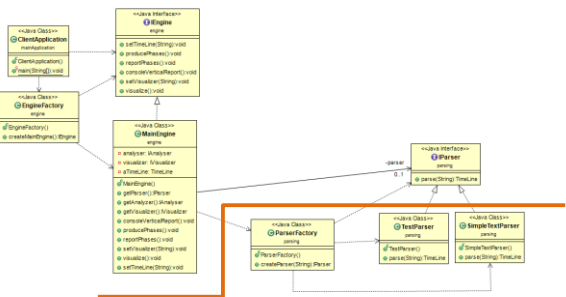 <<Java Class>>
ClientApplication
mainApplication
ClientApplication()
main(String[]):void
<<Java Interface>>
IEngine
engine
setTimeLine(String):void
producePhases():void
reportPhases():void
consoleVerticalReport():void
setVisualizer(String):void
visualize():void
<<Java Class>>
EngineFactory
engine
EngineFactory()
createMainEngine():IEngine
<<Java Class>>
MainEngine
engine
analyser: IAnalyser
visualizer: IVisualizer
aTimeLine: TimeLine
MainEngine()
getParser():IParser
getAnalyzer():IAnalyser
getVisualizer():IVisualizer
consoleVerticalReport():void
producePhases():void
reportPhases():void
setVisualizer(String):void
visualize():void
setTimeLine(String):void
-parser
0..1
<<Java Interface>>
IParser
parsing
parse(String):TimeLine
<<Java Class>>
ParserFactory
parsing
ParserFactory()
createParser(String):IParser
<<Java Class>>
TestParser
parsing
TestParser()
parse(String):TimeLine
<<Java Class>>
SimpleTextParser
parsing
SimpleTextParser()
parse(String):TimeLine